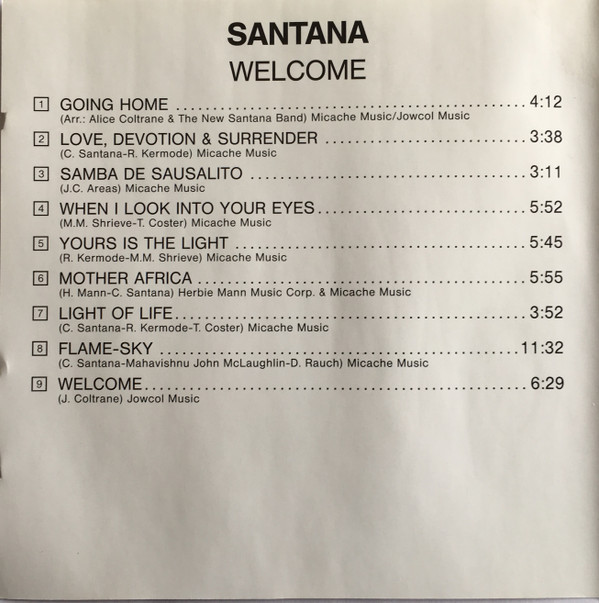 SANTANA
WELCOME
1 GOING HOME ........................................ 4:12
(Arr.: Alice Coltrane & The New Santana Band) Micache Music/Jowcol Music
2 LOVE, DEVOTION & SURRENDER ........................ 3:38
(C. Santana-R. Kermode) Micache Music
3 SAMBA DE SAUSALITO ................................ 3:11
(J.C. Areas) Micache Music
4 WHEN I LOOK INTO YOUR EYES........................ 5:52
(M.M. Shrieve-T. Coster) Micache Music
5 YOURS IS THE LIGHT ................................ 5:45
(R. Kermode-M.M. Shrieve) Micache Music
6 MOTHER AFRICA ..................................... 5:55
(H. Mann-C. Santana) Herbie Mann Music Corp. & Micache Music
7 LIGHT OF LIFE...................................... 3:52
(C. Santana-R. Kermode-T. Coster) Micache Music
8 FLAME-SKY ........................................ 11:32
(C. Santana-Mahavishnu John McLaughlin-D. Rauch) Micache Music
9 WELCOME........................................... 6:29
(J. Coltrane) Jowcol Music